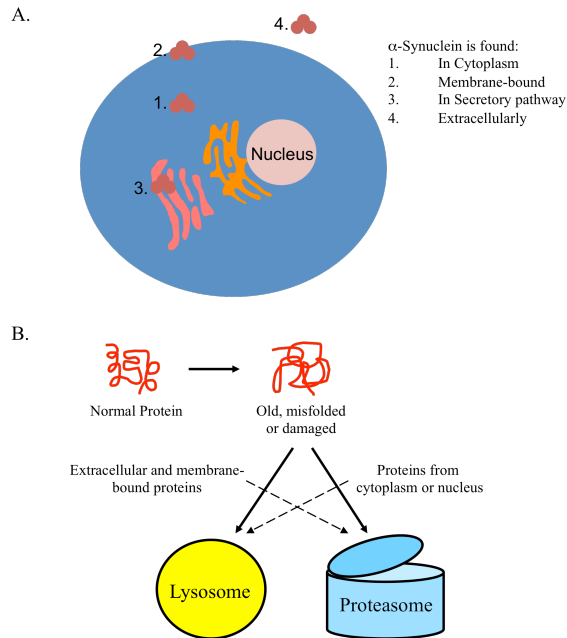 A.
4.
α-Synuclein is found:
1. In Cytoplasm
2. Membrane-bound
3. In Secretory pathway
4. Extracellularly
2.
1.
Nucleus
3.
B.
Normal Protein
Old, misfolded
or damaged
Extracellular and membrane-
bound proteins
Proteins from
cytoplasm or nucleus
Lysosome
Proteasome